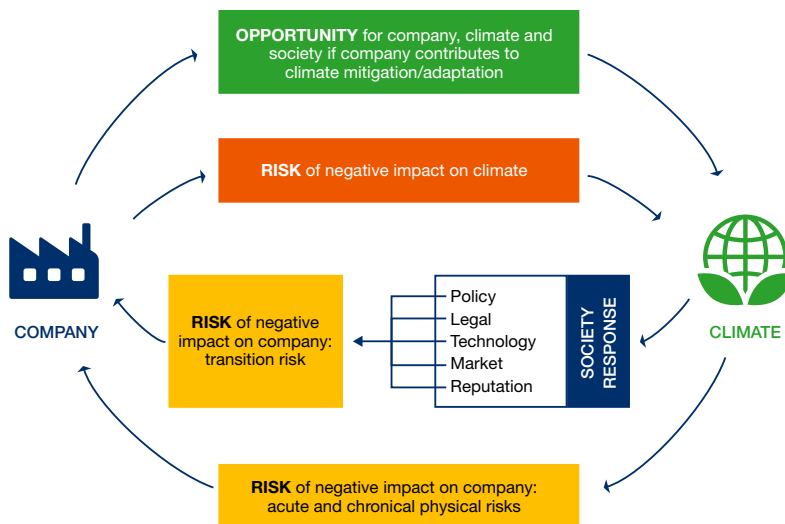 OPPORTUNITY for company, climate and
society if company contributes to
climate mitigation/adaptation
RISK of negative impact on climate
COMPANY
RISK of negative
impact on company:
transition risk
Policy
Legal
Technology
Market
Reputation
SOCIETY
RESPONSE
CLIMATE
RISK of negative impact on company:
acute and chronical physical risks